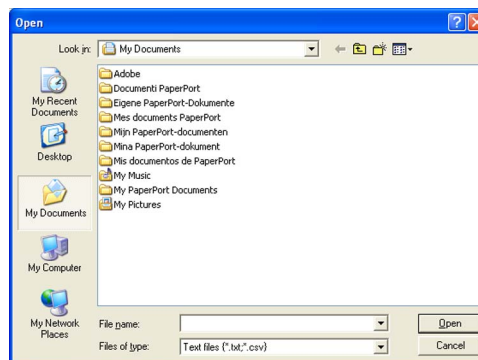 Open
Look in:
My Documents
My Recent
Documents
Desktop
My Documents
My Computer
My Network
Places
Adobe
Documenti PaperPort
Eigene PaperPort-Dokumente
Mes documents PaperPort
Mijn PaperPort-documenten
Mina PaperPort-dokument
Mis documentos de PaperPort
My Music
My PaperPort Documents
My Pictures
File name:
Open
Files of type:
Text files {*.txt;*.csv}
Cancel